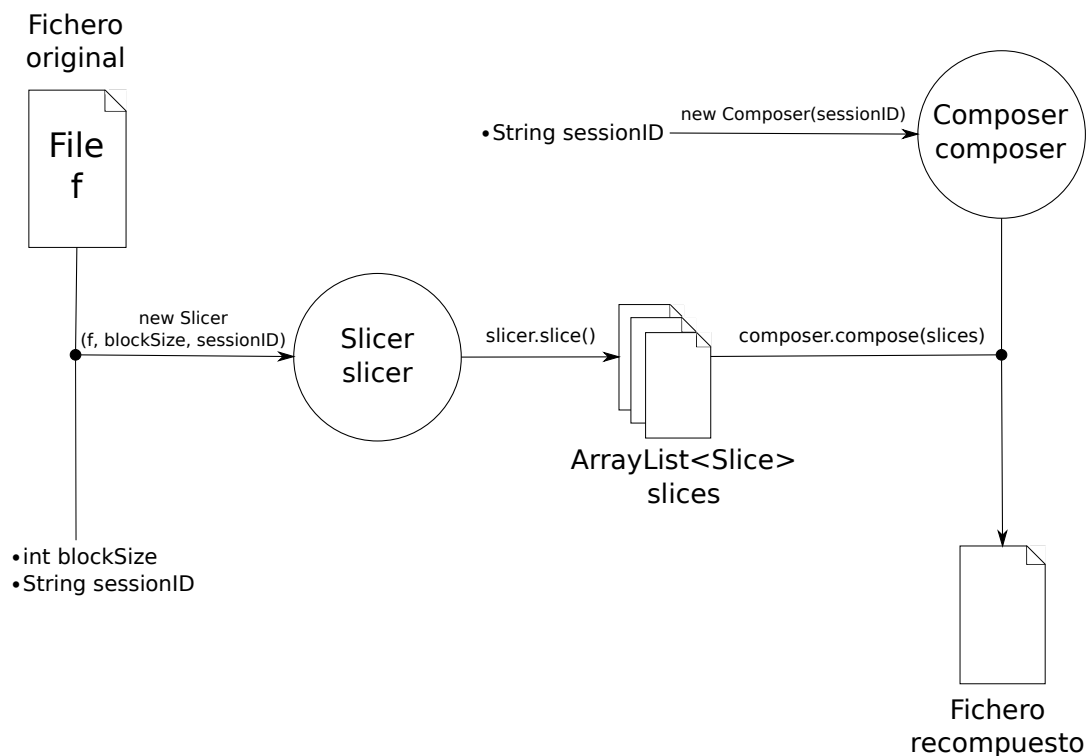 Fichero
original
File
f
•String sessionID
new Composer(sessionID)
Composer
composer
new Slicer
(f, blockSize, sessionID)
Slicer
slicer
slicer.slice()
composer.compose(slices)
ArrayList<Slice>
slices
•int blockSize
•String sessionID
Fichero
recompuesto